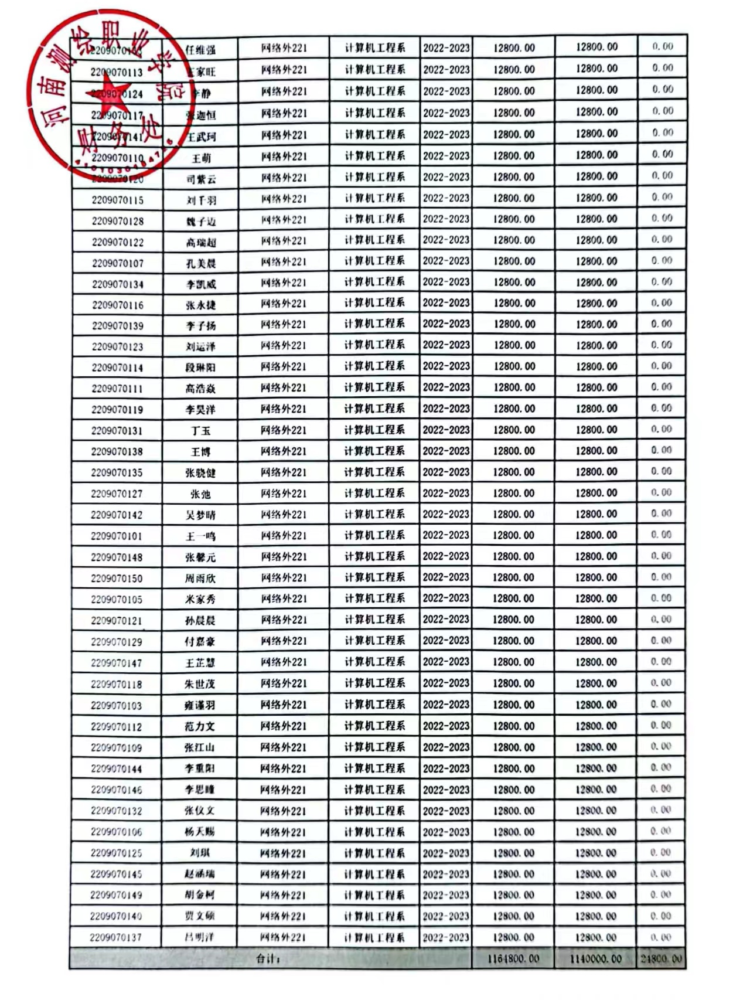 河南测绘职业学院
财务处
任维强 网络外221 计算机工程系 2022-2023 12800.00 12800.00 0.00
2209070113 王家旺 网络外221 计算机工程系 2022-2023 12800.00 12800.00 0.00
2209070124 李静 网络外221 计算机工程系 2022-2023 12800.00 12800.00 0.00
2209070117 张迦恒 网络外221 计算机工程系 2022-2023 12800.00 12800.00 0.00
2209070141 王武珂 网络外221 计算机工程系 2022-2023 12800.00 12800.00 0.00
2209070110 王萌 网络外221 计算机工程系 2022-2023 12800.00 12800.00 0.00
2209070120 司紫云 网络外221 计算机工程系 2022-2023 12800.00 12800.00 0.00
2209070115 刘千羽 网络外221 计算机工程系 2022-2023 12800.00 12800.00 0.00
2209070128 魏子迈 网络外221 计算机工程系 2022-2023 12800.00 12800.00 0.00
2209070122 高瑞超 网络外221 计算机工程系 2022-2023 12800.00 12800.00 0.00
2209070107 孔美晨 网络外221 计算机工程系 2022-2023 12800.00 12800.00 0.00
2209070134 李凯威 网络外221 计算机工程系 2022-2023 12800.00 12800.00 0.00
2209070116 张永捷 网络外221 计算机工程系 2022-2023 12800.00 12800.00 0.00
2209070139 李子扬 网络外221 计算机工程系 2022-2023 12800.00 12800.00 0.00
2209070123 刘运泽 网络外221 计算机工程系 2022-2023 12800.00 12800.00 0.00
2209070114 段琳阳 网络外221 计算机工程系 2022-2023 12800.00 12800.00 0.00
2209070111 高浩焱 网络外221 计算机工程系 2022-2023 12800.00 12800.00 0.00
2209070119 李昊洋 网络外221 计算机工程系 2022-2023 12800.00 12800.00 0.00
2209070131 丁玉 网络外221 计算机工程系 2022-2023 12800.00 12800.00 0.00
2209070138 王博 网络外221 计算机工程系 2022-2023 12800.00 12800.00 0.00
2209070135 张骁健 网络外221 计算机工程系 2022-2023 12800.00 12800.00 0.00
2209070127 张弛 网络外221 计算机工程系 2022-2023 12800.00 12800.00 0.00
2209070142 吴梦晴 网络外221 计算机工程系 2022-2023 12800.00 12800.00 0.00
2209070101 王一鸣 网络外221 计算机工程系 2022-2023 12800.00 12800.00 0.00
2209070148 张馨元 网络外221 计算机工程系 2022-2023 12800.00 12800.00 0.00
2209070150 周雨欣 网络外221 计算机工程系 2022-2023 12800.00 12800.00 0.00
2209070105 米家秀 网络外221 计算机工程系 2022-2023 12800.00 12800.00 0.00
2209070121 孙晨晨 网络外221 计算机工程系 2022-2023 12800.00 12800.00 0.00
2209070129 付嘉豪 网络外221 计算机工程系 2022-2023 12800.00 12800.00 0.00
2209070147 王芷慧 网络外221 计算机工程系 2022-2023 12800.00 12800.00 0.00
2209070118 朱世茂 网络外221 计算机工程系 2022-2023 12800.00 12800.00 0.00
2209070103 雍谨羽 网络外221 计算机工程系 2022-2023 12800.00 12800.00 0.00
2209070112 范力文 网络外221 计算机工程系 2022-2023 12800.00 12800.00 0.00
2209070109 张江山 网络外221 计算机工程系 2022-2023 12800.00 12800.00 0.00
2209070144 李重阳 网络外221 计算机工程系 2022-2023 12800.00 12800.00 0.00
2209070146 李思瞳 网络外221 计算机工程系 2022-2023 12800.00 12800.00 0.00
2209070132 张仪文 网络外221 计算机工程系 2022-2023 12800.00 12800.00 0.00
2209070106 杨天赐 网络外221 计算机工程系 2022-2023 12800.00 12800.00 0.00
2209070125 刘琪 网络外221 计算机工程系 2022-2023 12800.00 12800.00 0.00
2209070145 赵涵瑞 网络外221 计算机工程系 2022-2023 12800.00 12800.00 0.00
2209070149 胡金柯 网络外221 计算机工程系 2022-2023 12800.00 12800.00 0.00
2209070140 贾文硕 网络外221 计算机工程系 2022-2023 12800.00 12800.00 0.00
2209070137 吕明洋 网络外221 计算机工程系 2022-2023 12800.00 12800.00 0.00
合计: 1164800.00 1140000.00 24800.00